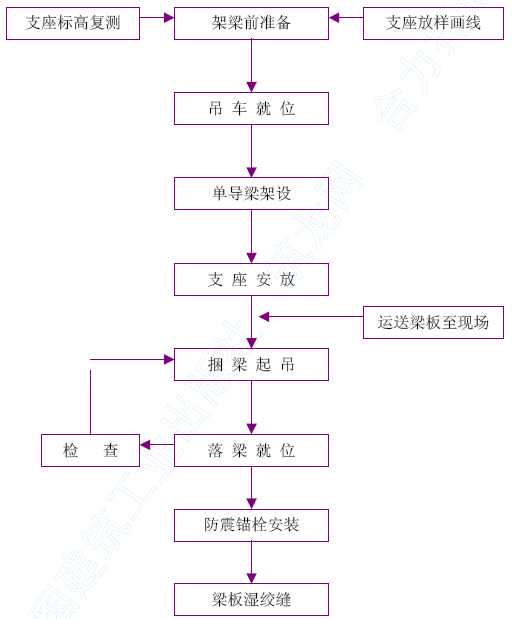 支座标高复测
架梁前准备
支座放样画线
吊车就位
单导梁架设
支座安放
运送梁板至现场
捆梁起吊
检 查
落梁就位
防震锚栓安装
梁板湿绞缝